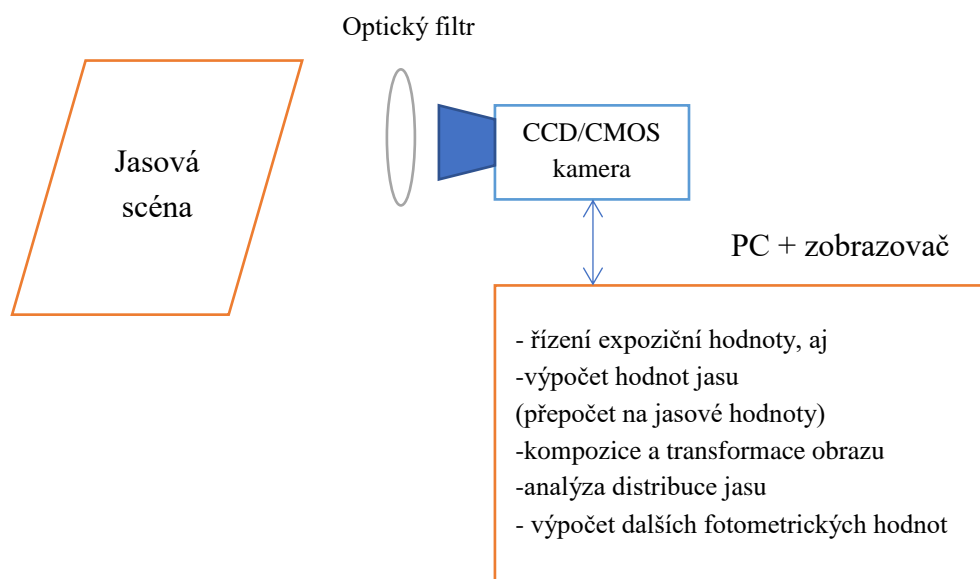 Optický filtr
Jasová
scéna
CCD/CMOS
kamera
PC + zobrazovač
- řízení expoziční hodnoty, aj
-výpočet hodnot jasu
(přepočet na jasové hodnoty)
-kompozice a transformace obrazu
-analýza distribuce jasu
- výpočet dalších fotometrických hodnot